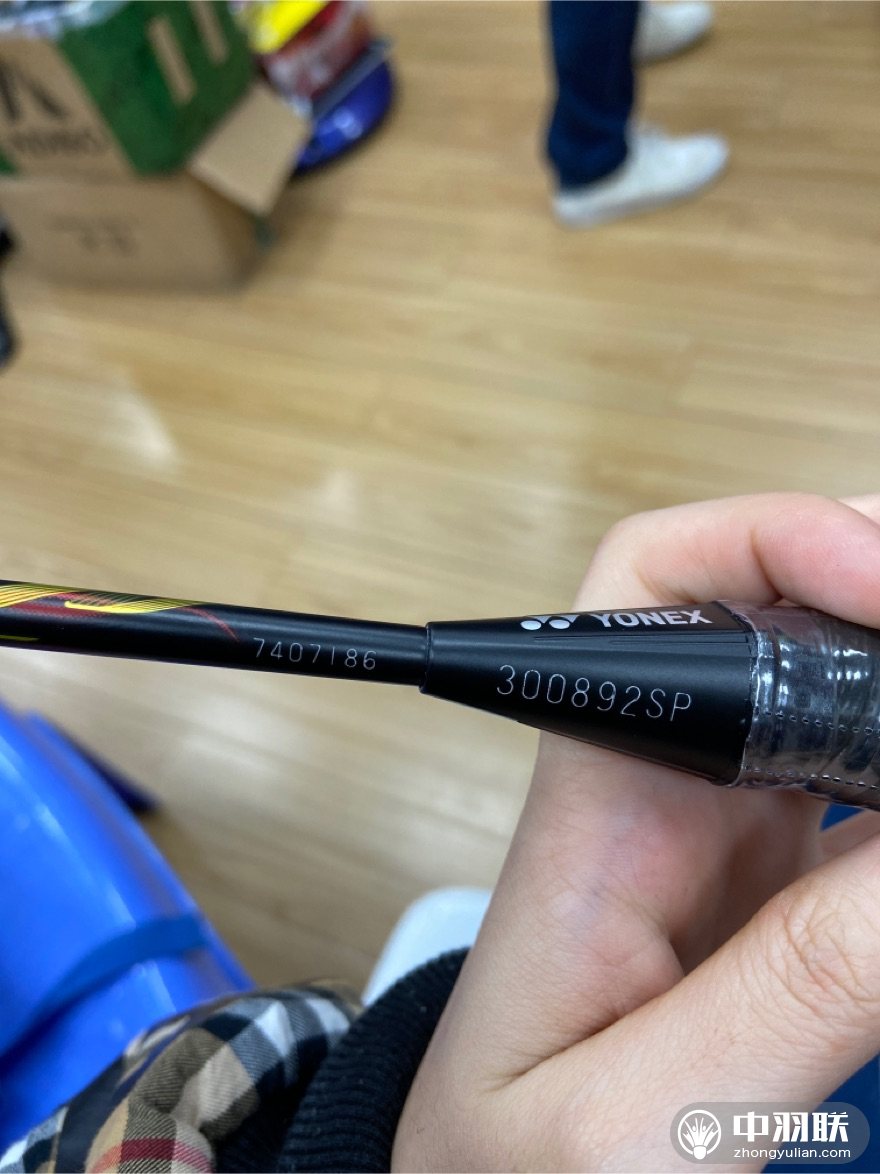 YONEX
7407186
300892SP
中羽联
zhongyulian.com